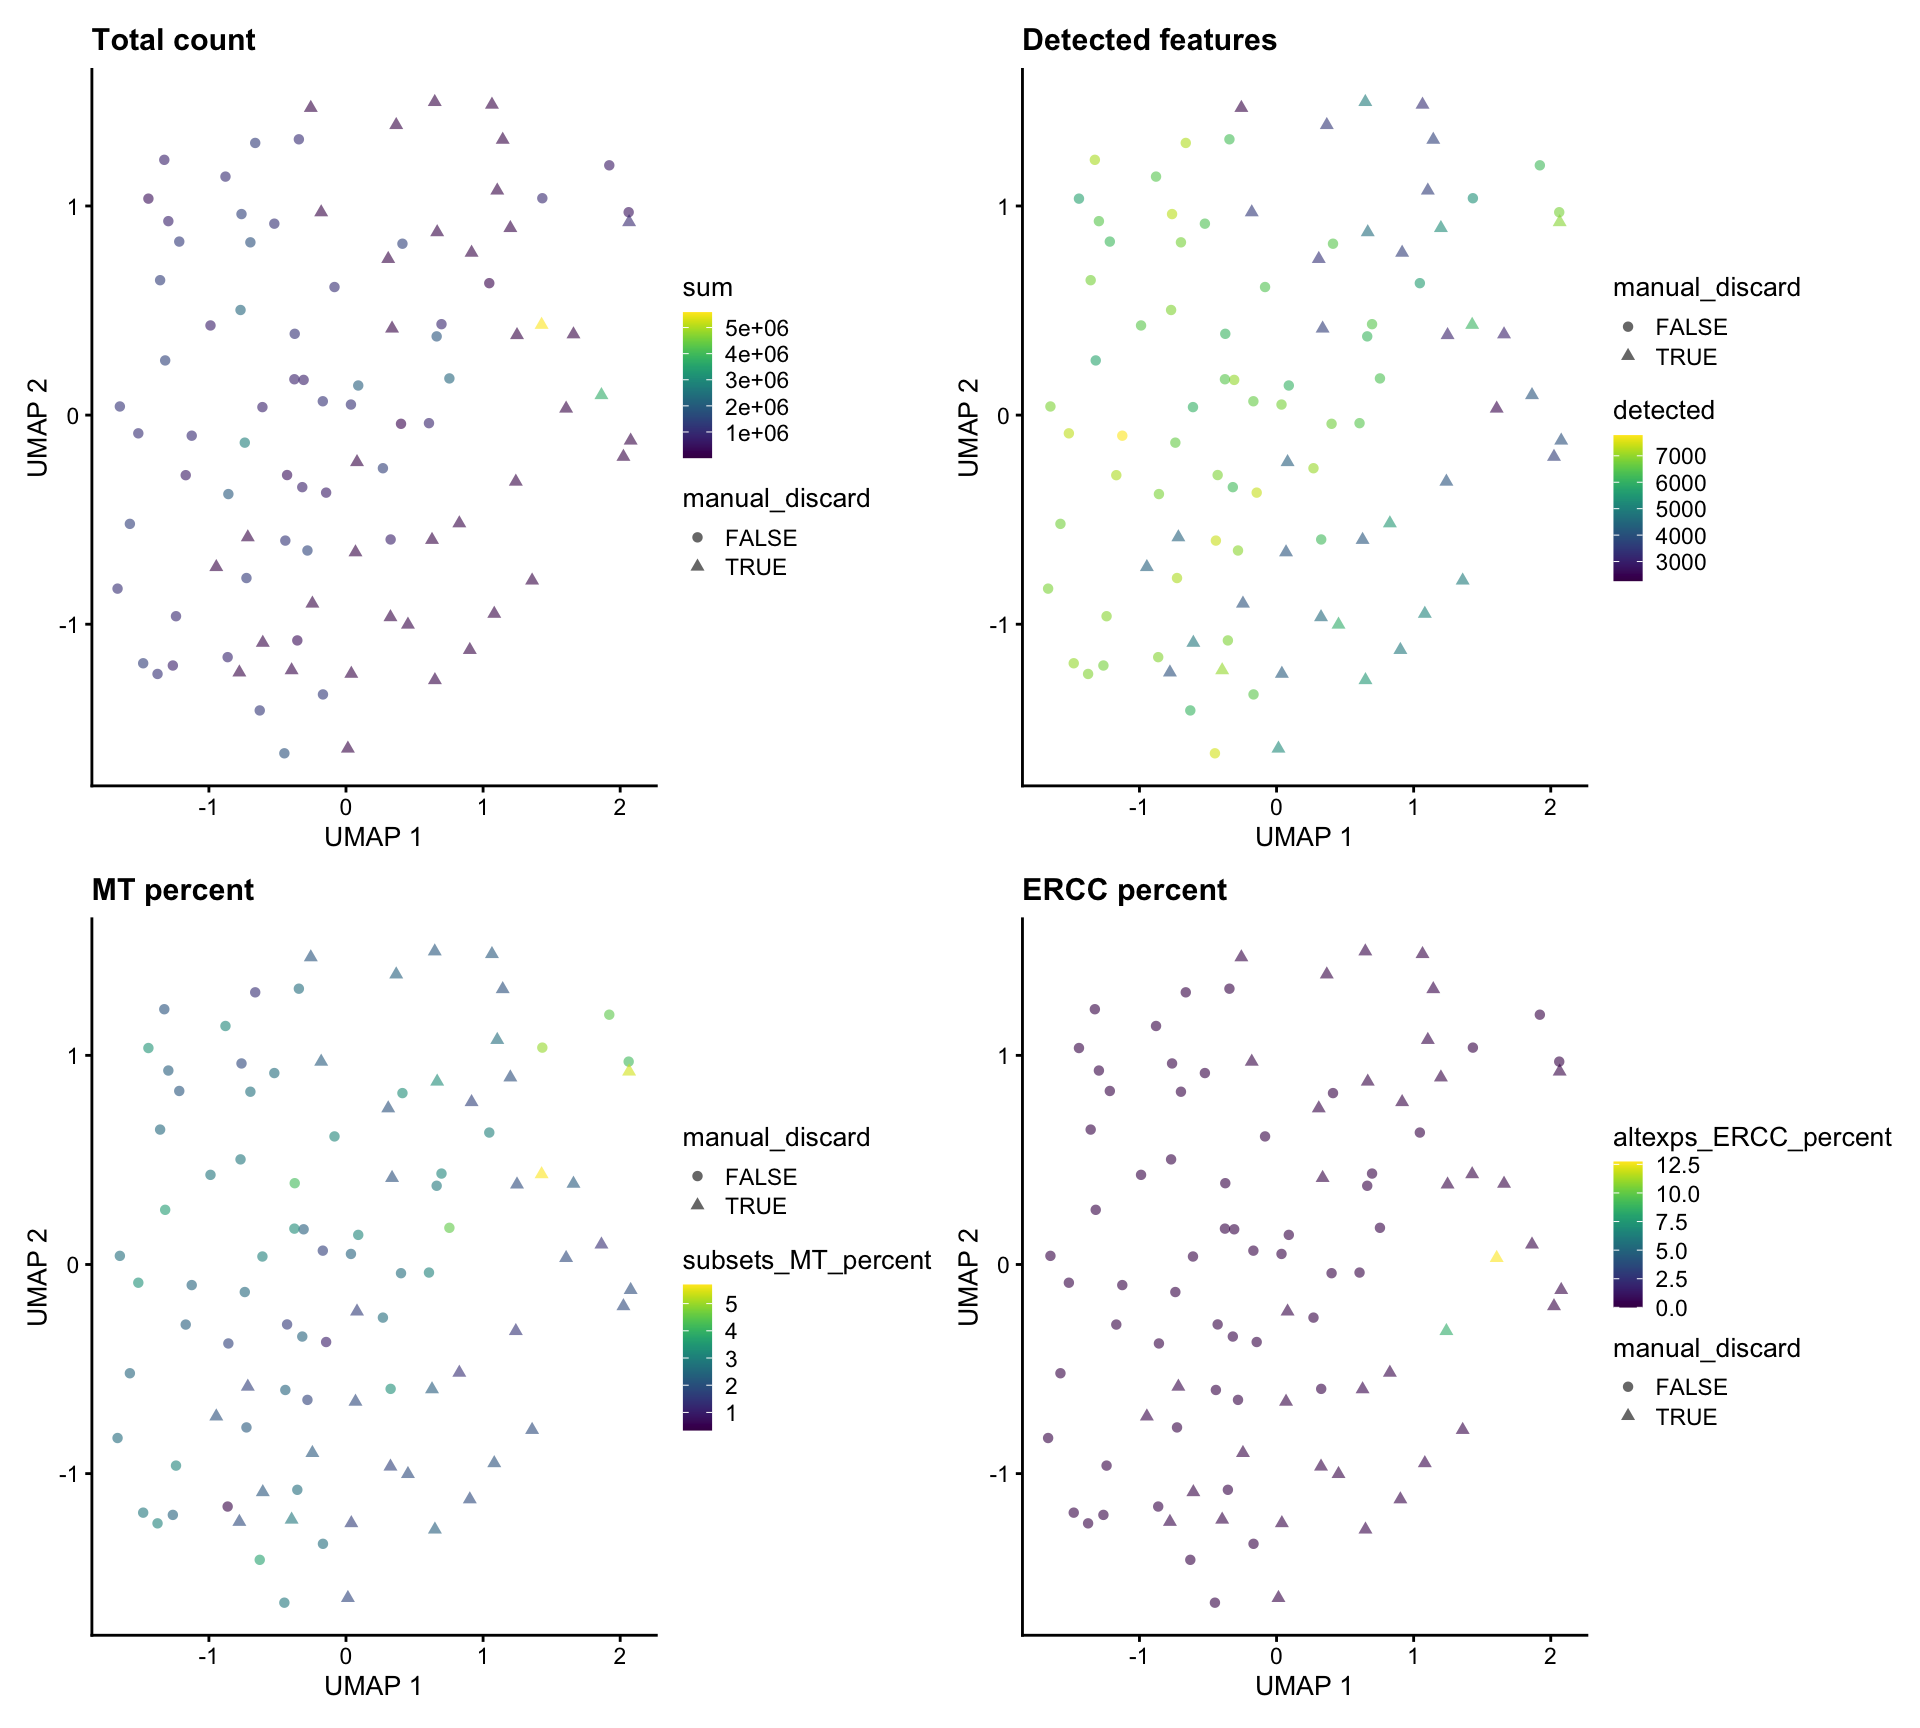 Total count
1
0
-1
UMAP 2
-1 0 1 2
UMAP 1
sum
5e+06
4e+06
3e+06
2e+06
1e+06
manual_discard
FALSE
TRUE
Detected features
1
0
-1
UMAP 2
-1 0 1 2
UMAP 1
manual_discard
FALSE
TRUE
detected
7000
6000
5000
4000
3000
MT percent
1
0
-1
UMAP 2
-1 0 1 2
UMAP 1
manual_discard
FALSE
TRUE
subsets_MT_percent
5
4
3
2
1
ERCC percent
1
0
-1
UMAP 2
-1 0 1 2
UMAP 1
altexps_ERCC_percent
12.5
10.0
7.5
5.0
2.5
0.0
manual_discard
FALSE
TRUE